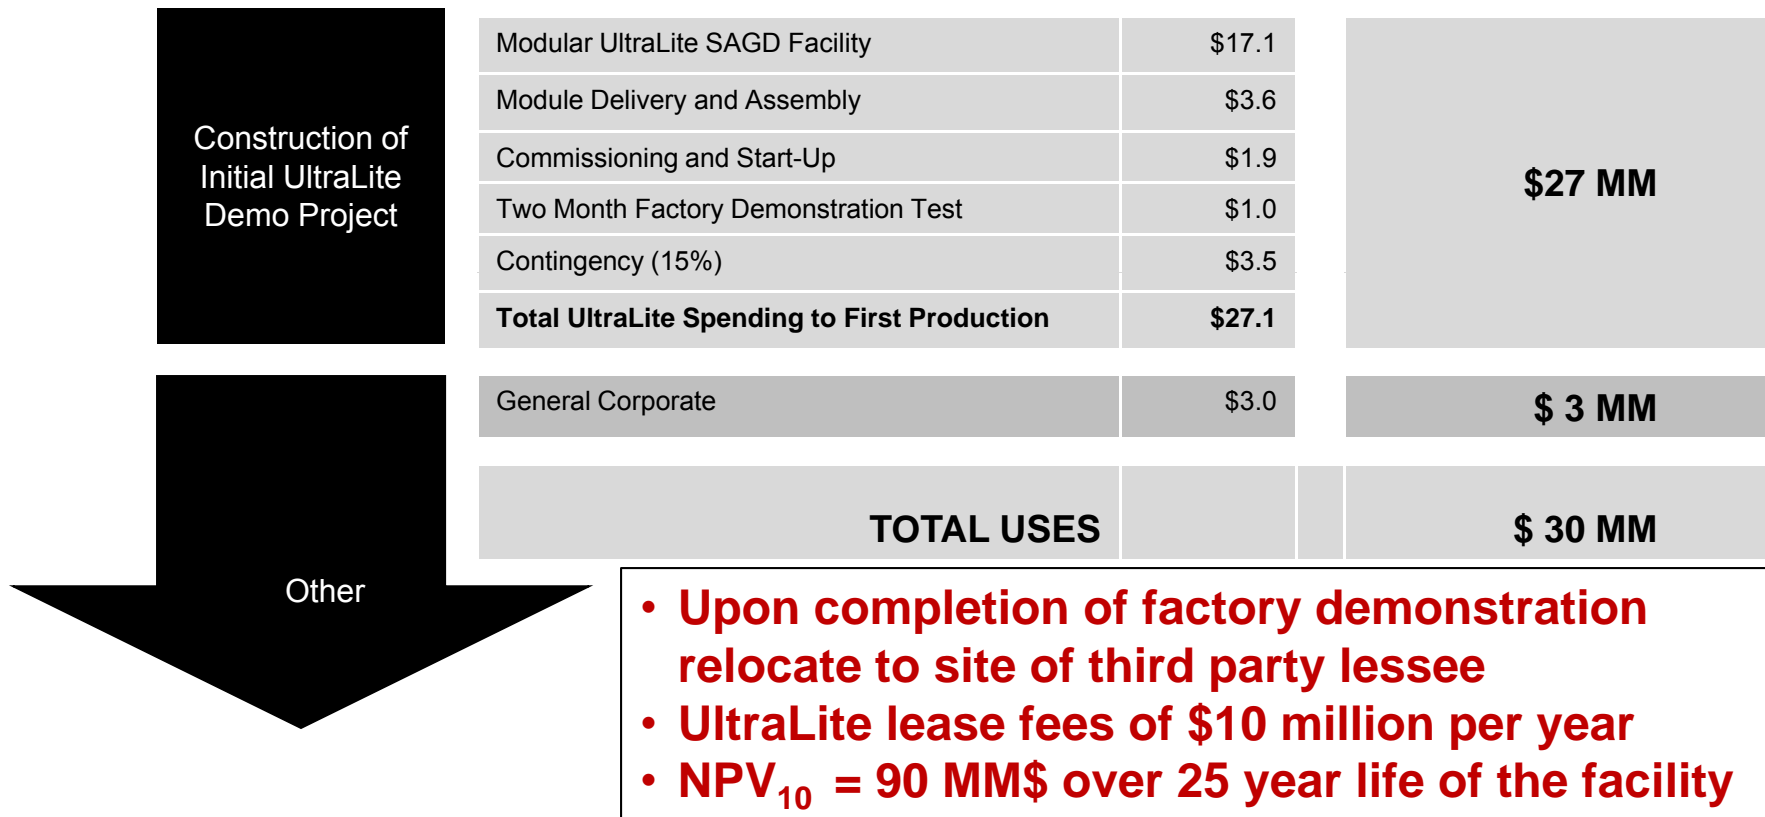 Construction of
Initial UltraLite
Demo Project
Modular UltraLite SAGD Facility $17.1
Module Delivery and Assembly $3.6
Commissioning and Start-Up $1.9
Two Month Factory Demonstration Test $1.0
Contingency (15%) $3.5
Total UltraLite Spending to First Production $27.1
$27 MM
Other
General Corporate $3.0 $ 3 MM
TOTAL USES $ 30 MM
• Upon completion of factory demonstration
relocate to site of third party lessee
• UltraLite lease fees of $10 million per year
• NPV10 = 90 MM$ over 25 year life of the facility